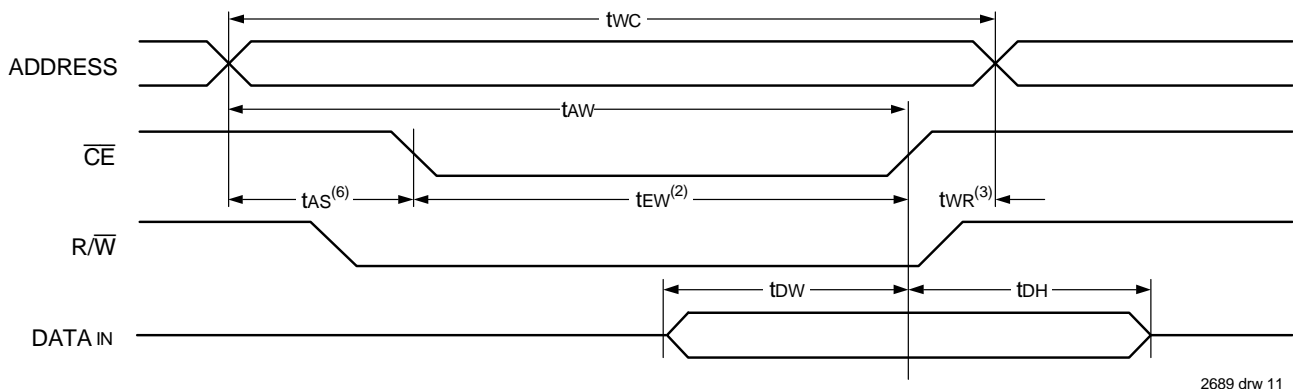 tWC
ADDRESS
tAW
CE
tAS(6)
tEW(2)
tWR(3)
R/W
tDW
tDH
DATA IN
2689 drw 11